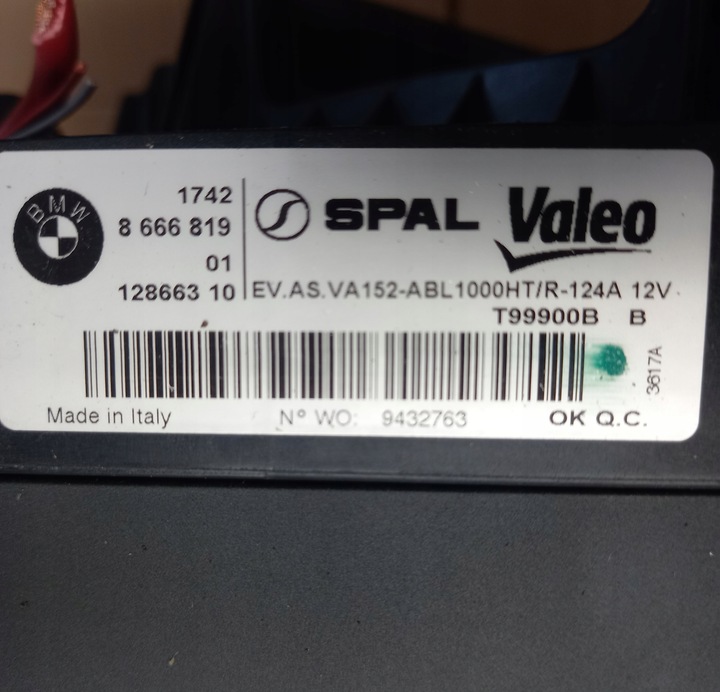 BMW
1742
8 666 819
01
128663 10
SPAL
Valeo
EV.AS.VA152-ABL1000HT/R-124A 12V
T99900B B
3617A
Made in Italy
Nº WO: 9432763
OK Q.C.